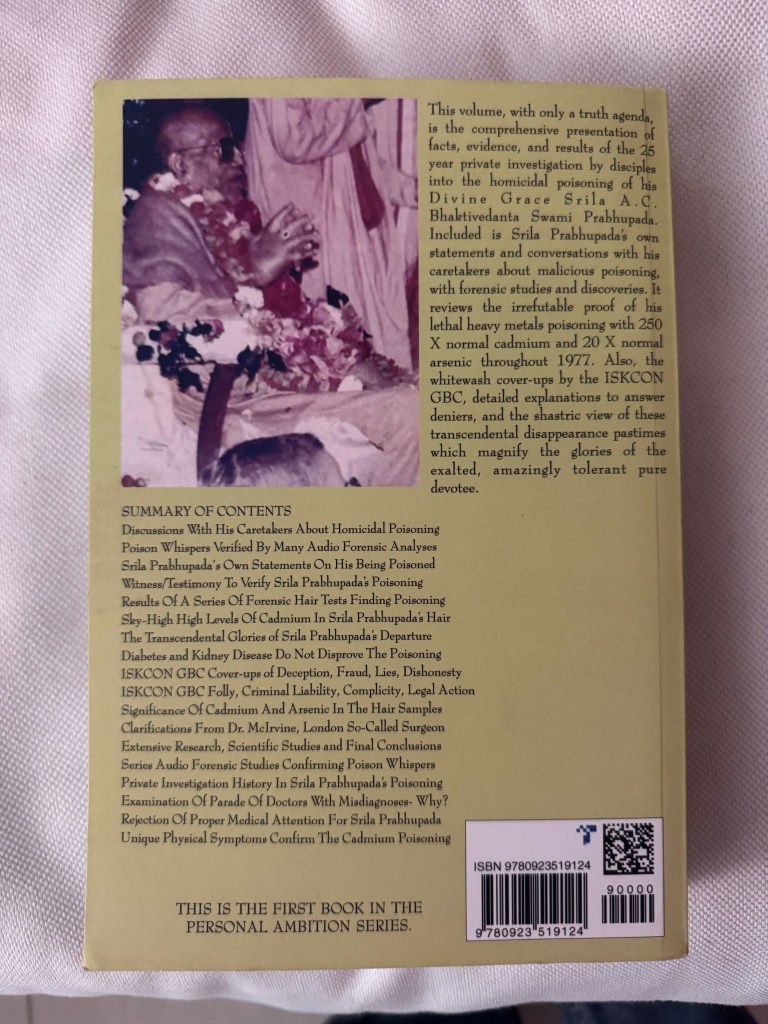 This volume, with only a truth agenda,
is the comprehensive presentation of
facts, evidence, and results of the 25
year private investigation by disciples
into the homicidal poisoning of his
Divine Grace Srila A.C.
Bhaktivedanta Swami Prabhupada.
Included is Srila Prabhupada's own
statements and conversations with his
caretakers about malicious poisoning,
with forensic studies and discoveries. It
reviews the irrefutable proof of his
lethal heavy metals poisoning with 250
X normal cadmium and 20 X normal
arsenic throughout 1977. Also, the
whitewash cover-ups by the ISKCON
GBC, detailed explanations to answer
deniers, and the shastric view of these
transcendental disappearance pastimes
which magnify the glories of the
exalted, amazingly tolerant pure
devotee.
SUMMARY OF CONTENTS
Discussions With His Caretakers About Homicidal Poisoning
Poison Whispers Verified By Many Audio Forensic Analyses
Srila Prabhupada's Own Statements On His Being Poisoned
Witness/Testimony To Verify Srila Prabhupada's Poisoning
Results Of A Series Of Forensic Hair Tests Finding Poisoning
Sky-High High Levels Of Cadmium In Srila Prabhupada's Hair
The Transcendental Glories of Srila Prabhupada's Departure
Diabetes and Kidney Disease Do Not Disprove The Poisoning
ISKCON GBC Cover-ups of Deception, Fraud, Lies, Dishonesty
ISKCON GBC Folly, Criminal Liability, Complicity, Legal Action
Significance Of Cadmium And Arsenic In The Hair Samples
Clarifications From Dr. McIrvine, London So-Called Surgeon
Extensive Research, Scientific Studies and Final Conclusions
Series Audio Forensic Studies Confirming Poison Whispers
Private Investigation History In Srila Prabhupada's Poisoning
Examination Of Parade Of Doctors With Misdiagnoses- Why?
Rejection Of Proper Medical Attention For Srila Prabhupada
Unique Physical Symptoms Confirm The Cadmium Poisoning
THIS IS THE FIRST BOOK IN THE
PERSONAL AMBITION SERIES.
ISBN 9780923519124
90000
9 780923 519124